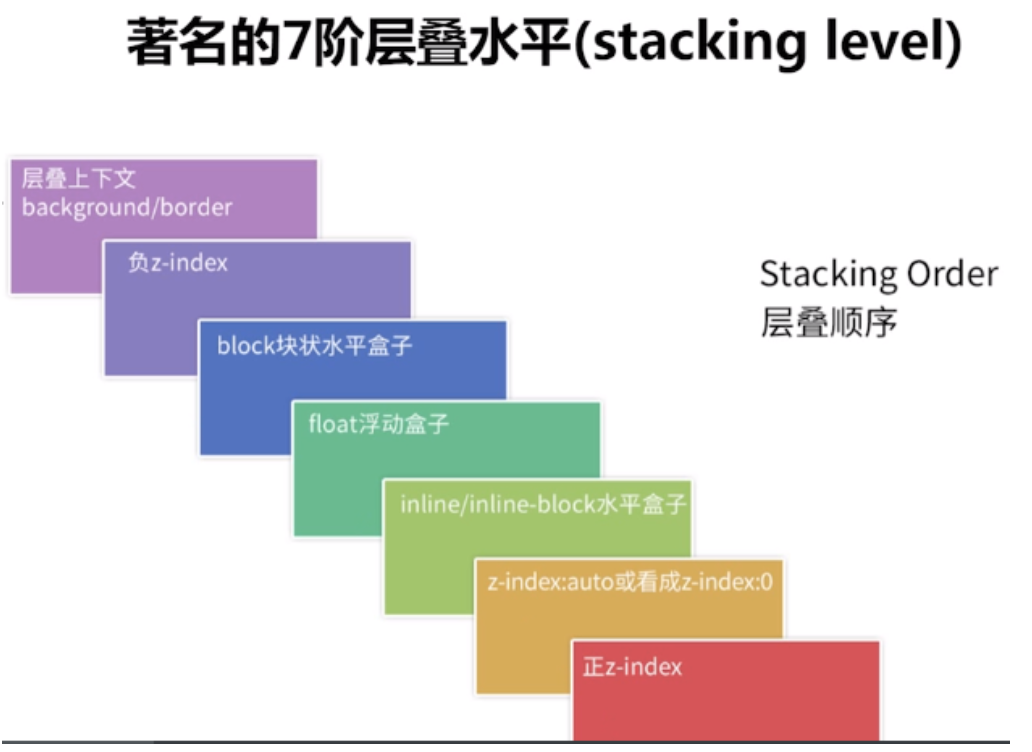 著名的7阶层叠水平(stacking level)
层叠上下文
background/border
负z-index
block块状水平盒子
float浮动盒子
inline/inline-block水平盒子
z-index:auto或看成z-index:0
正z-index
Stacking Order
层叠顺序